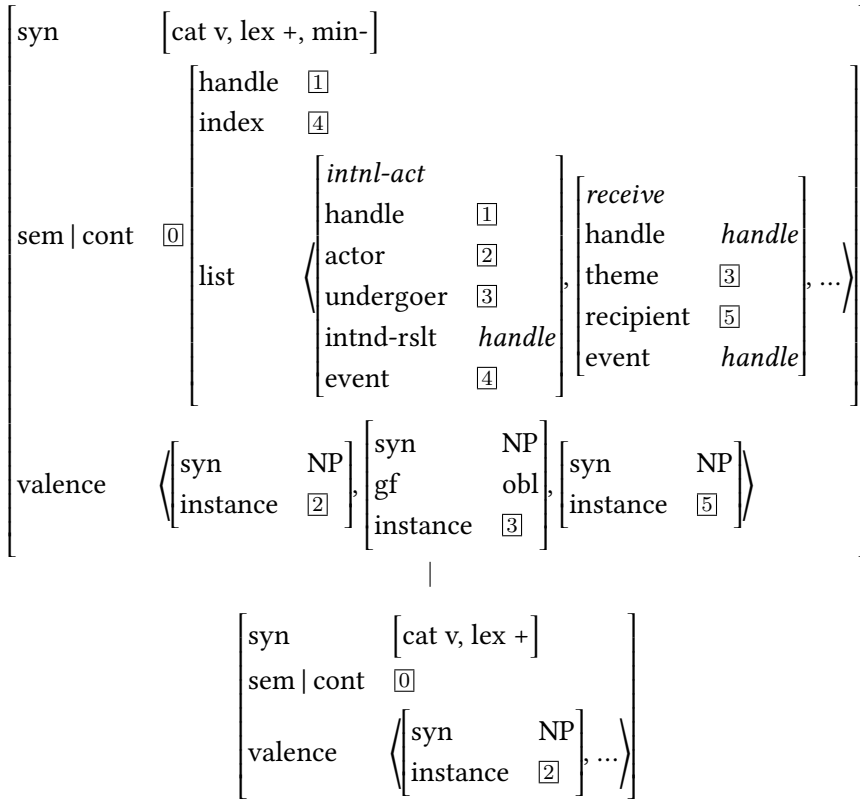 syn [cat v, lex +, min-]
sem | cont 0
handle 1
index 4
list ⟨[intnl-act
handle 1
actor 2
undergoer 3
intnd-rslt handle
event 4],
[receive
handle handle
theme 3
recipient 5
event handle], ...⟩
valence ⟨[syn NP
instance 2],
[syn NP
gf obl
instance 3],
[syn NP
instance 5]⟩
|
syn [cat v, lex +]
sem | cont 0
valence ⟨[syn NP
instance 2], ...⟩